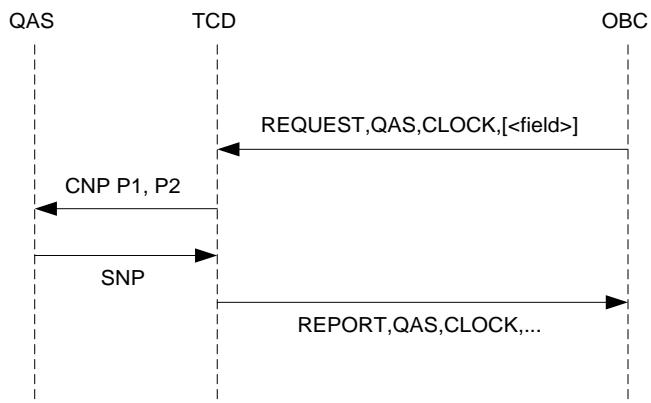 QAS
TCD
OBC
REQUEST,QAS,CLOCK,[<field>]
CNP P1, P2
SNP
REPORT,QAS,CLOCK,...